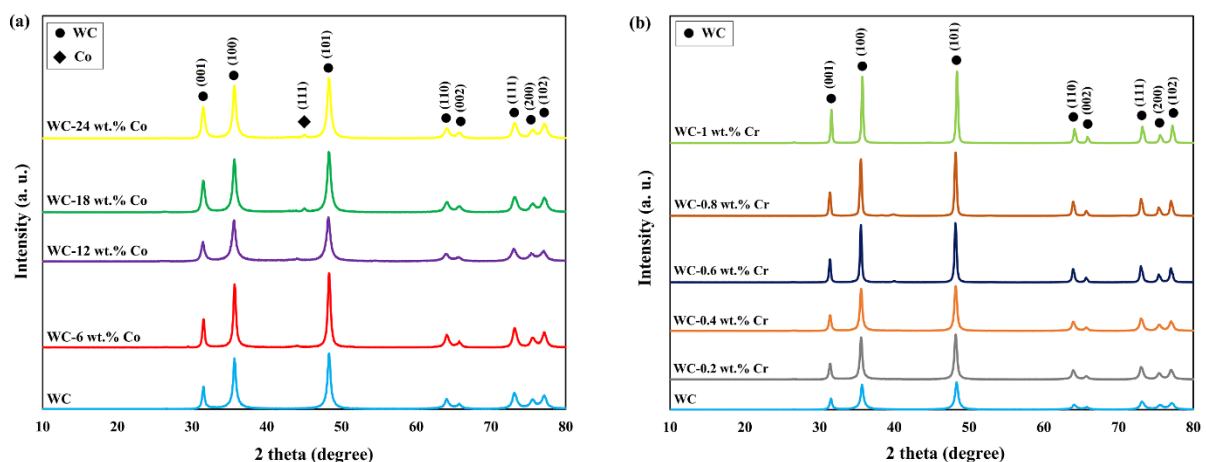 (a)
WC
Co
(001)
(100)
(111)
(101)
(110)
(002)
(111)
(200)
(102)
WC-24 wt.% Co
WC-18 wt.% Co
WC-12 wt.% Co
WC-6 wt.% Co
WC
Intensity (a. u.)
10 20 30 40 50 60 70 80
2 theta (degree)
(b)
WC
(001)
(100)
(101)
(110)
(002)
(111)
(200)
(102)
WC-1 wt.% Cr
WC-0.8 wt.% Cr
WC-0.6 wt.% Cr
WC-0.4 wt.% Cr
WC-0.2 wt.% Cr
WC
Intensity (a. u.)
10 20 30 40 50 60 70 80
2 theta (degree)